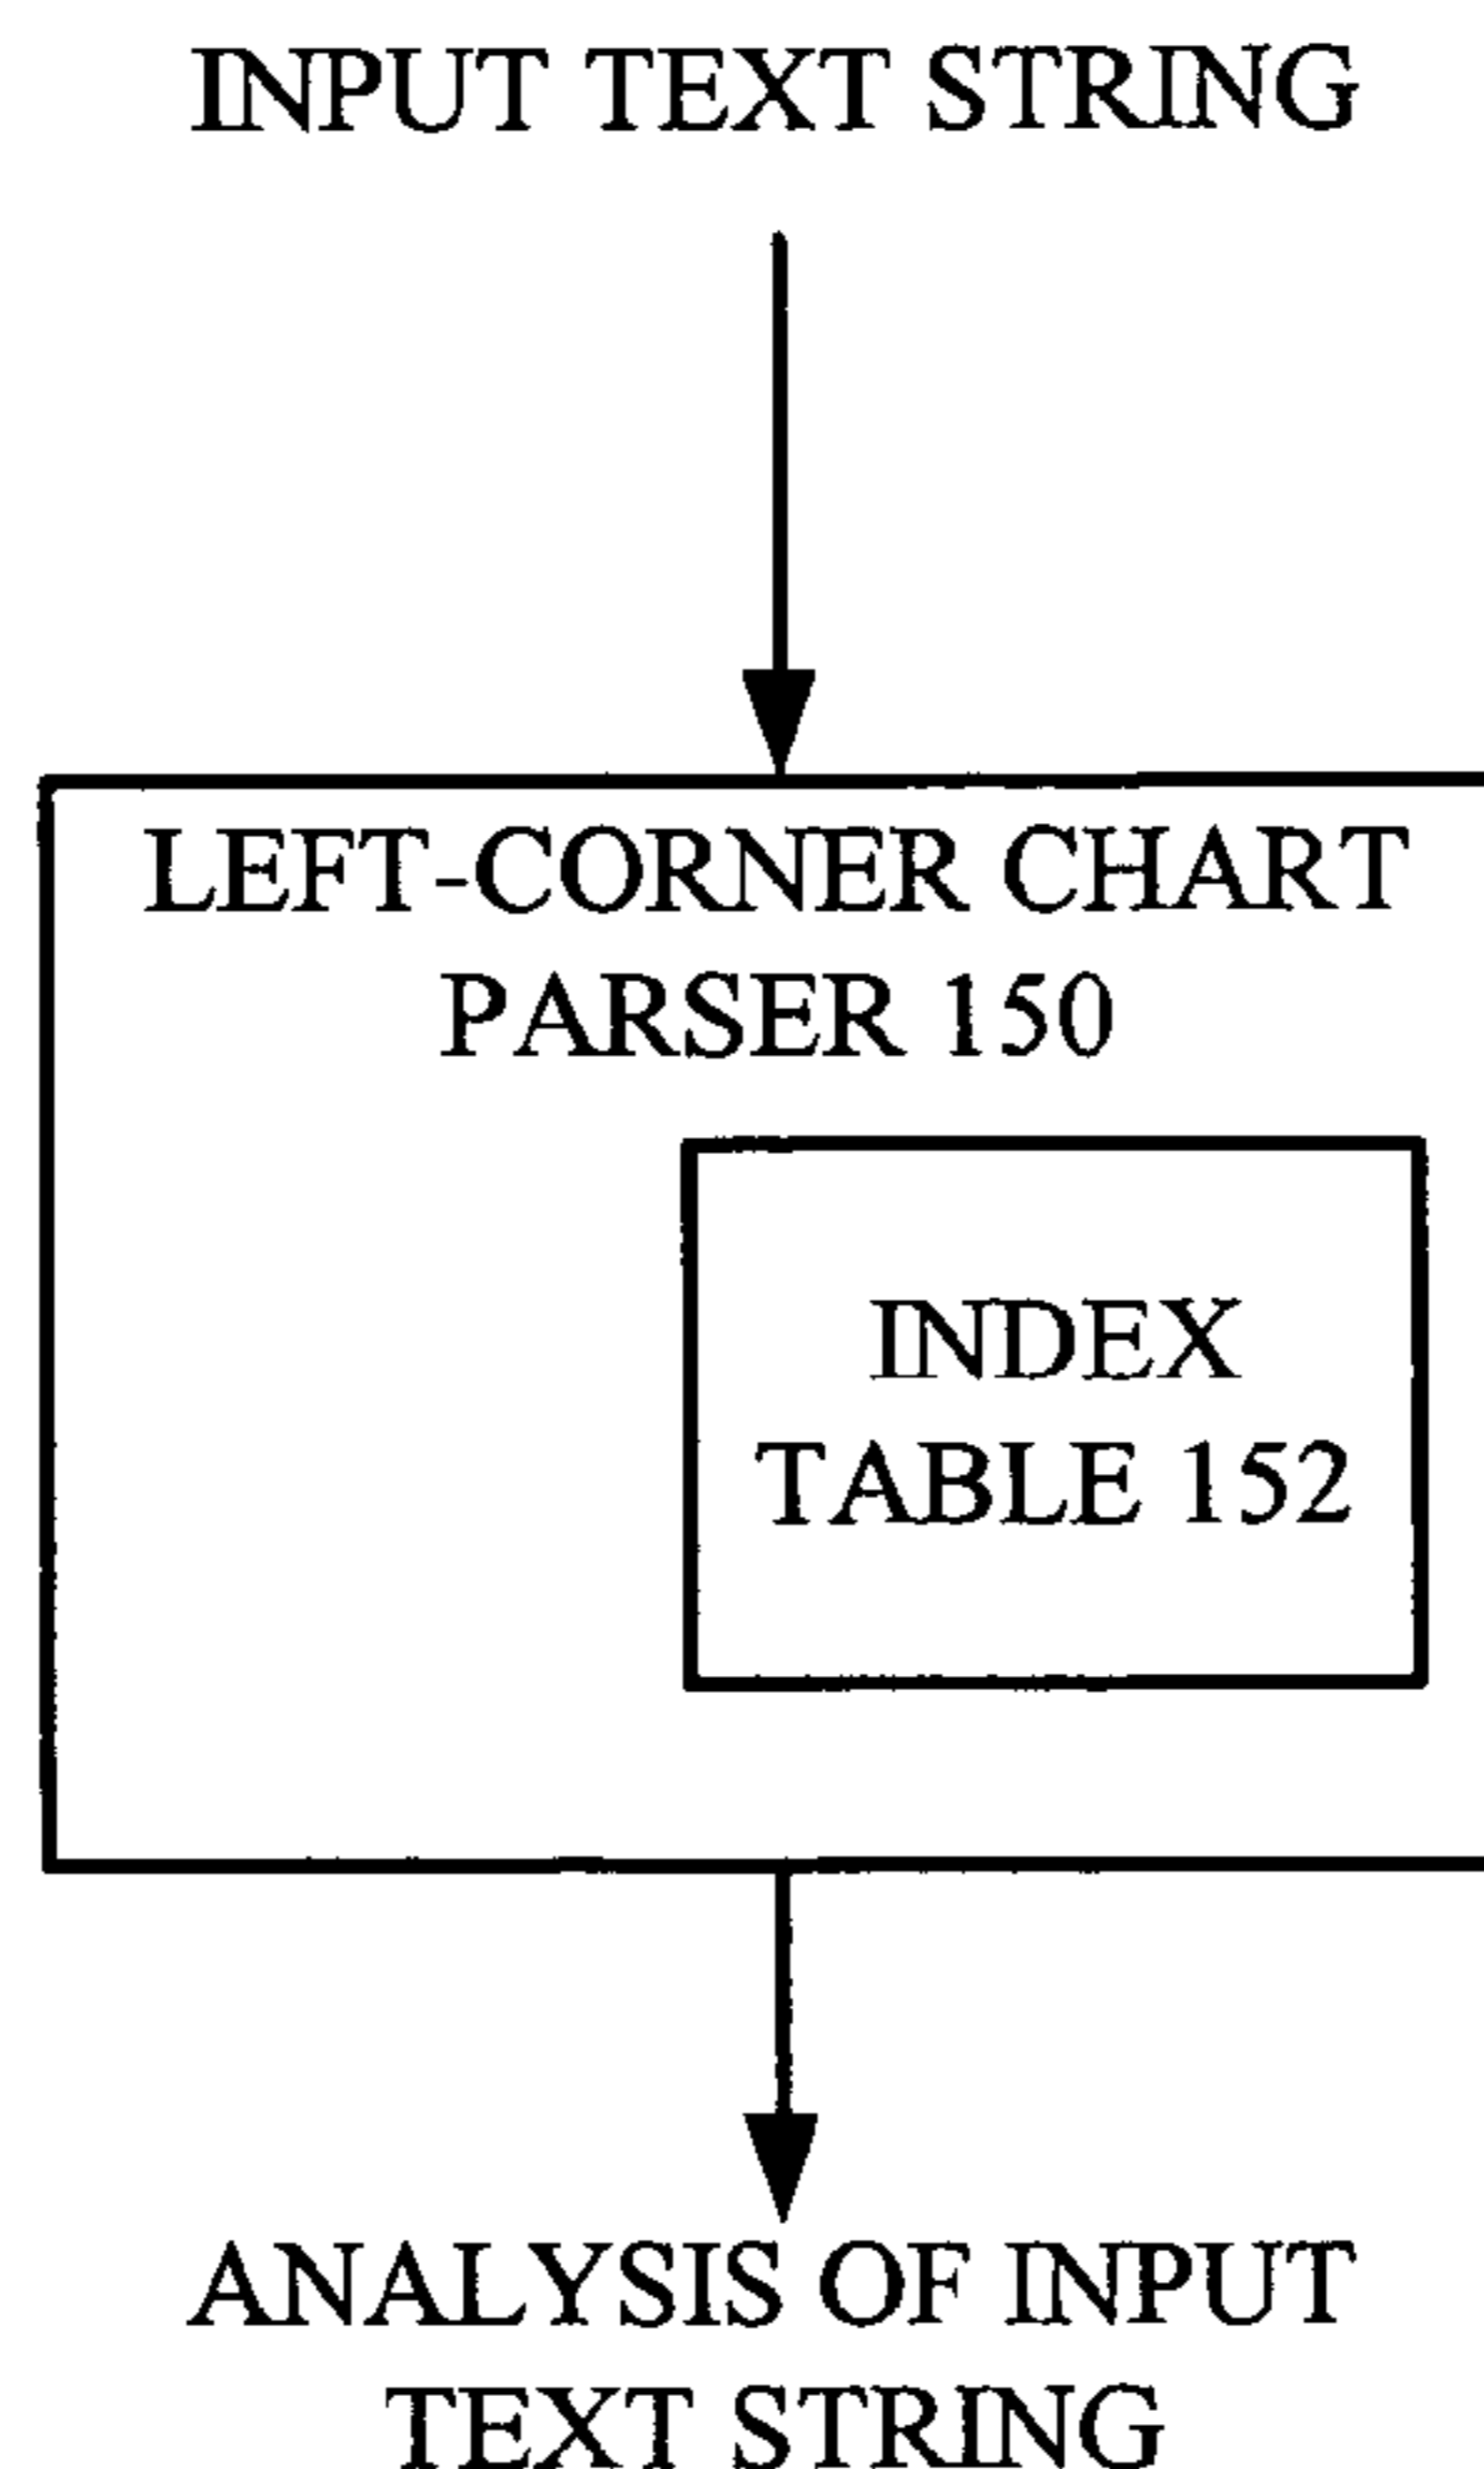 INPUT TEXT STRING
LEFT-CORNER CHART
PARSER 150
INDEX
TABLE 152
ANALYSIS OF INPUT
TEXT STRING